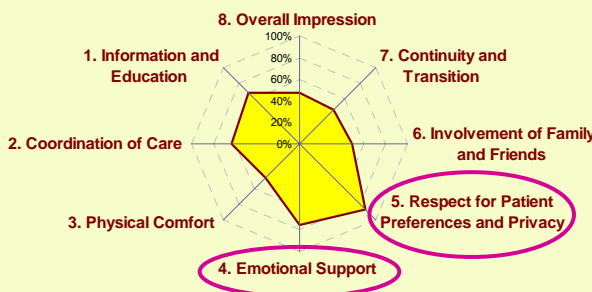 8. Overall Impression
100%
80%
60%
40%
20%
0%
1. Information and
Education
7. Continuity and
Transition
2. Coordination of Care
6. Involvement of Family
and Friends
3. Physical Comfort
5. Respect for Patient
Preferences and Privacy
4. Emotional Support